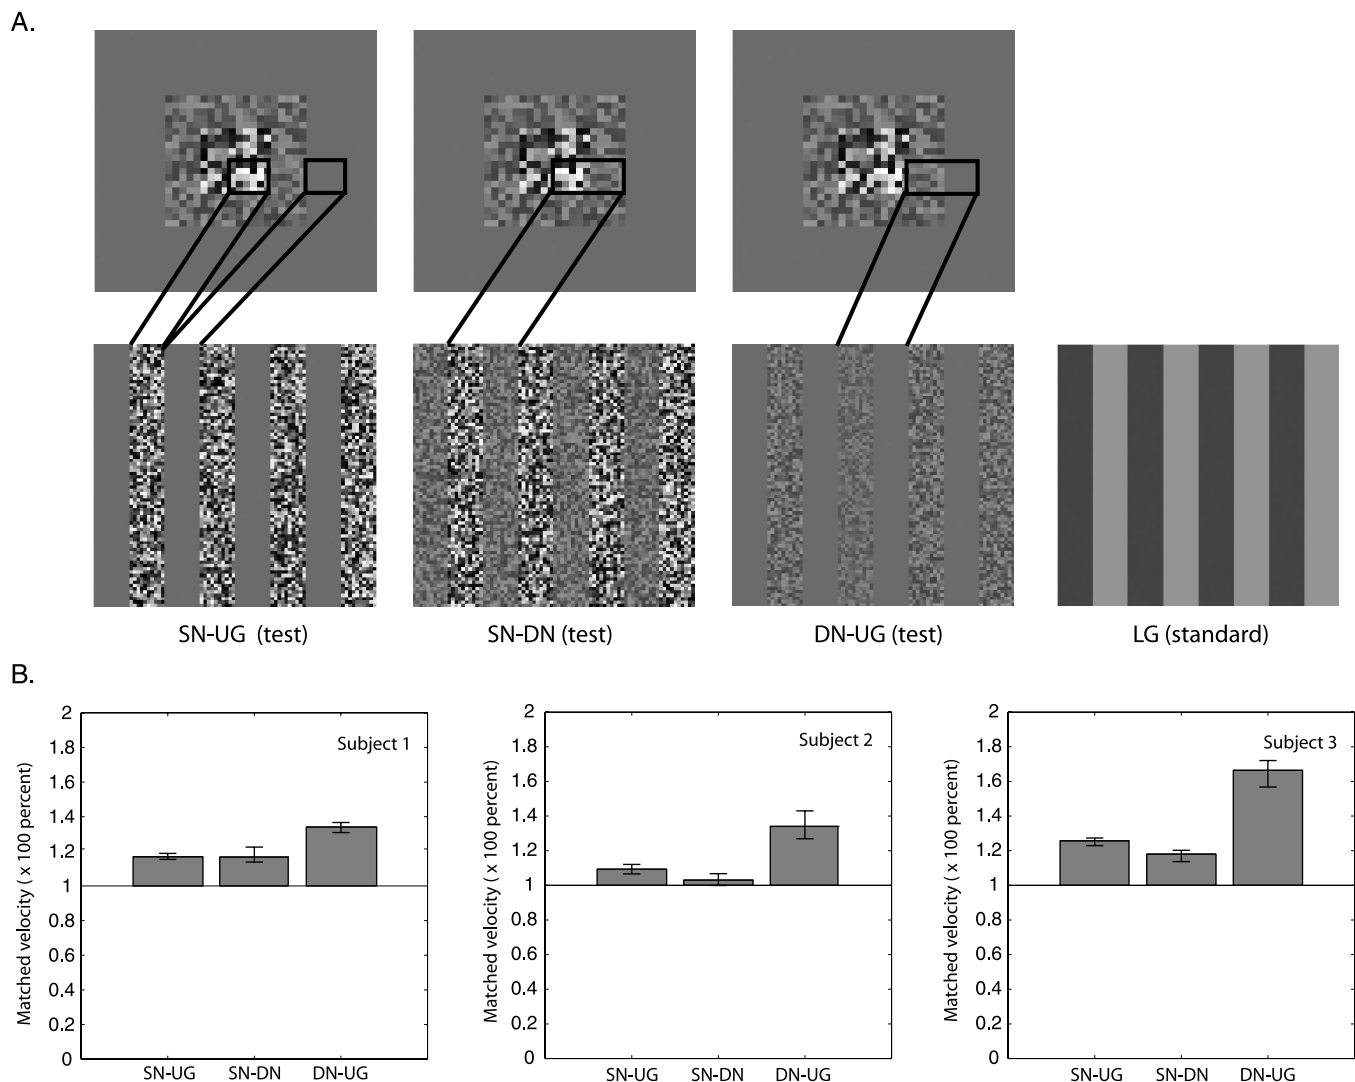 A.
SN-UG (test)
SN-DN (test)
DN-UG (test)
LG (standard)
B.
Matched velocity ( x 100 percent)
2
1.8
1.6
1.4
1.2
1
0.8
0.6
0.4
0.2
0
Subject 1
SN-UG
SN-DN
DN-UG
Matched velocity ( x 100 percent)
2
1.8
1.6
1.4
1.2
1
0.8
0.6
0.4
0.2
0
Subject 2
SN-UG
SN-DN
DN-UG
Matched velocity ( x 100 percent)
2
1.8
1.6
1.4
1.2
1
0.8
0.6
0.4
0.2
0
Subject 3
SN-UG
SN-DN
DN-UG